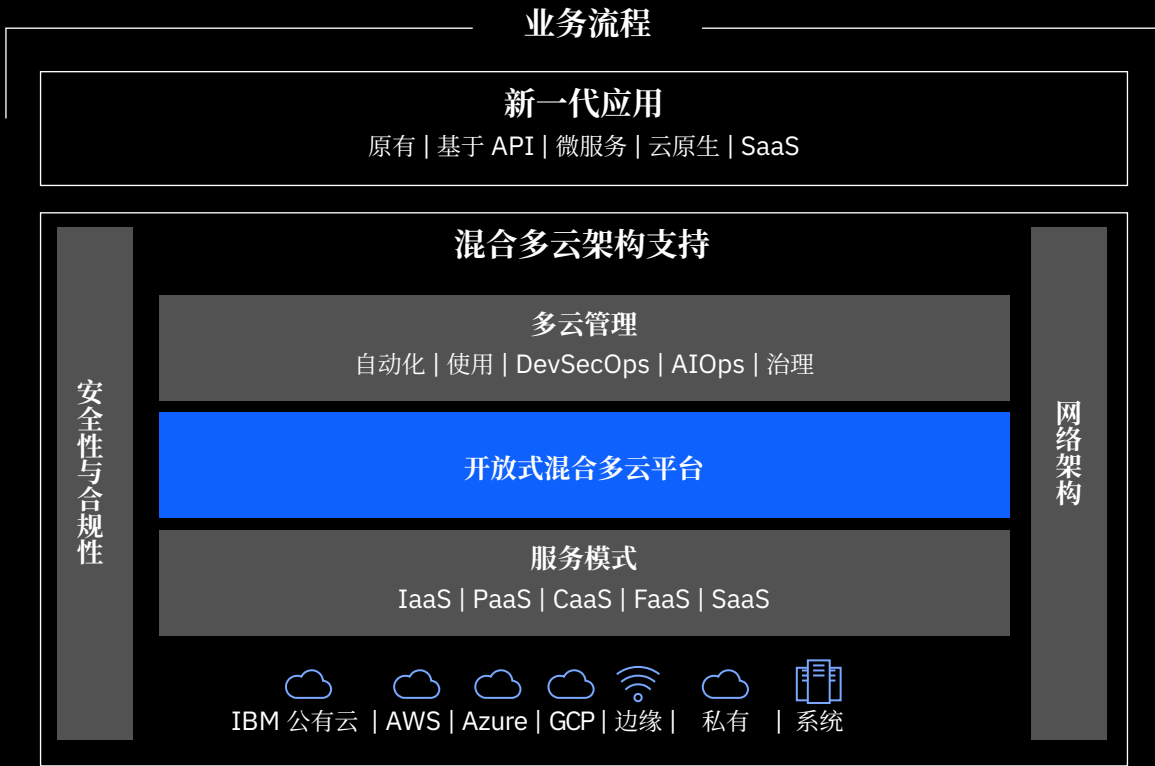 业务流程
新一代应用
原有 | 基于 API | 微服务 | 云原生 | SaaS
混合多云架构支持
安全性与合规性
多云管理
自动化 | 使用 | DevSecOps | AIOps | 治理
开放式混合多云平台
服务模式
IaaS | PaaS | CaaS | FaaS | SaaS
IBM 公有云 | AWS | Azure | GCP | 边缘 | 私有 | 系统
网络架构